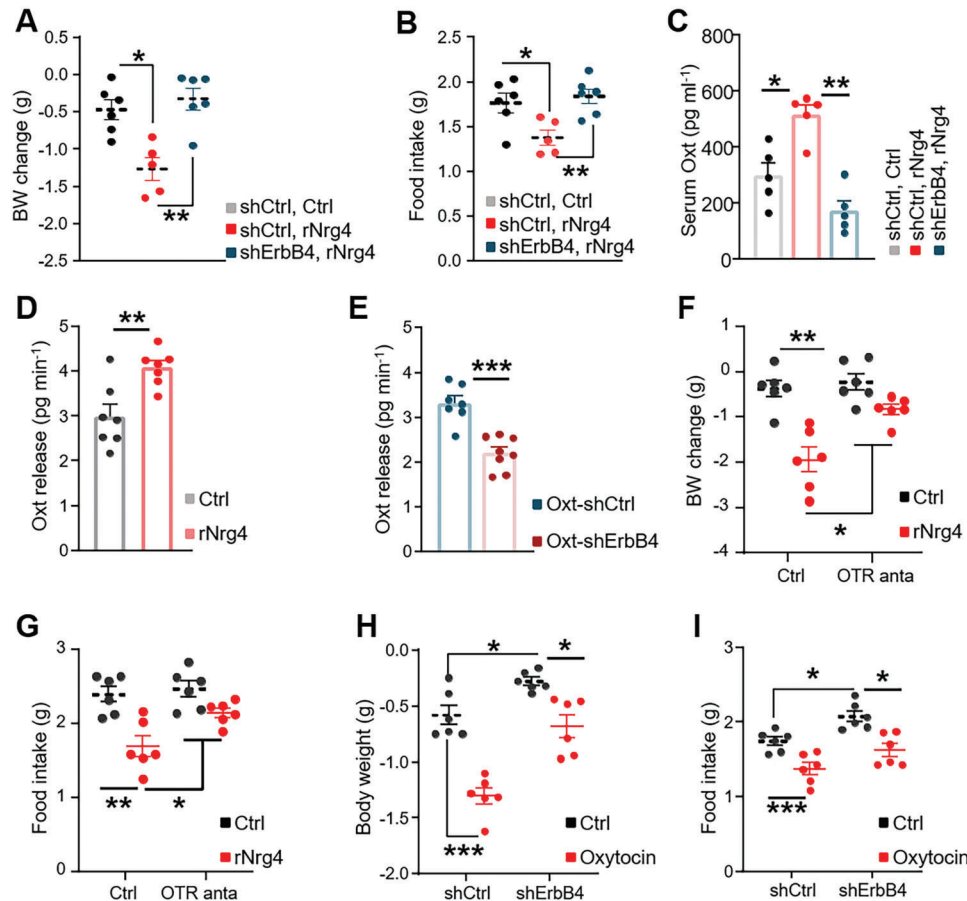 A
BW change (g)
0.0
-0.5
-1.0
-1.5
-2.0
-2.5
*
**
shCtrl, Ctrl
shCtrl, rNrg4
shErbB4, rNrg4
B
Food intake (g)
2.5
2.0
1.5
1.0
0.5
0.0
*
**
shCtrl, Ctrl
shCtrl, rNrg4
shErbB4, rNrg4
C
Serum Oxt (pg ml⁻¹)
800
600
400
200
*
**
shCtrl, Ctrl
shCtrl, rNrg4
shErbB4, rNrg4
D
Oxt release (pg min⁻¹)
5
4
3
2
1
0
**
Ctrl
rNrg4
E
Oxt release (pg min⁻¹)
5
4
3
2
1
0
***
Oxt-shCtrl
Oxt-shErbB4
F
BW change (g)
1
0
-1
-2
-3
-4
**
*
Ctrl
rNrg4
Ctrl
OTR anta
G
Food intake (g)
3
2
1
0
**
*
Ctrl
rNrg4
Ctrl
OTR anta
H
Body weight (g)
0.0
-0.5
-1.0
-1.5
-2.0
*
*
***
Ctrl
Oxytocin
shCtrl
shErbB4
I
Food intake (g)
3
2
1
0
*
*
***
Ctrl
Oxytocin
shCtrl
shErbB4